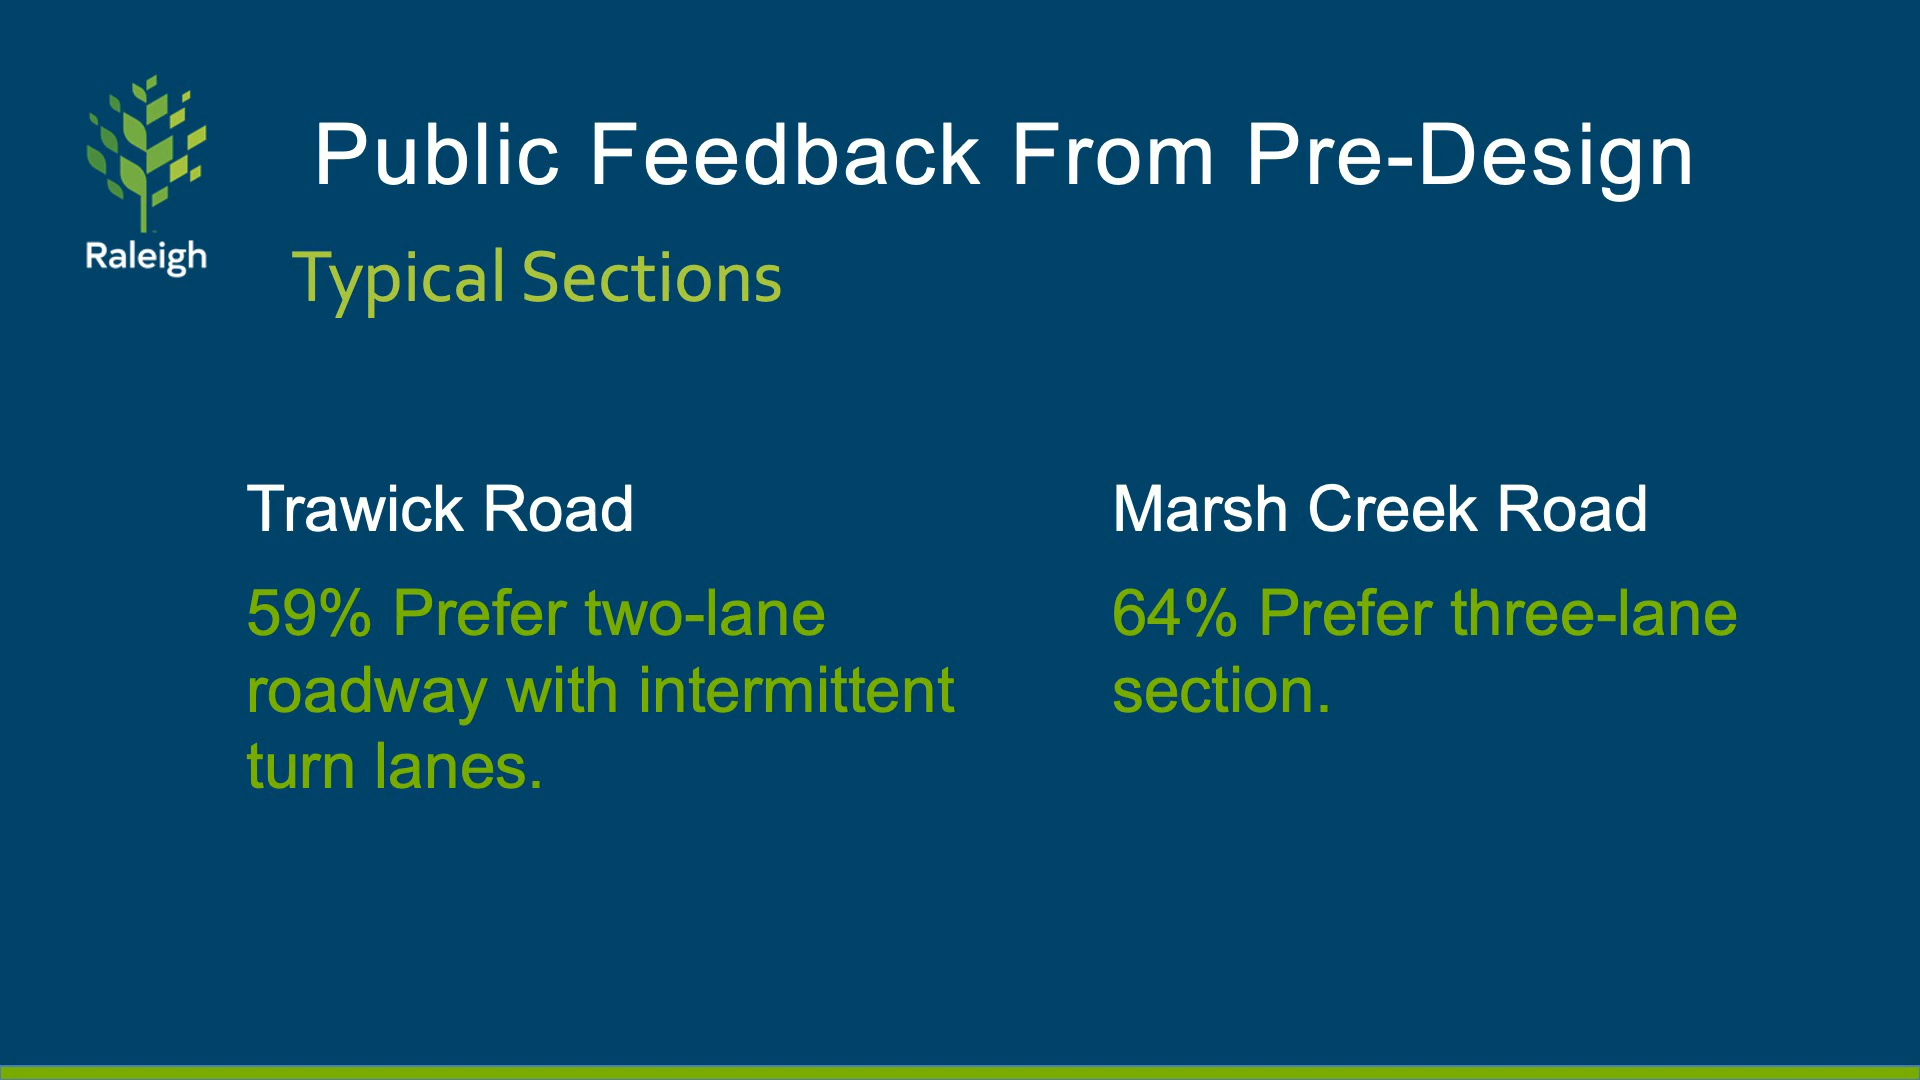 Raleigh
Public Feedback From Pre-Design
Typical Sections
Trawick Road
59% Prefer two-lane
roadway with intermittent
turn lanes.
Marsh Creek Road
64% Prefer three-lane
section.